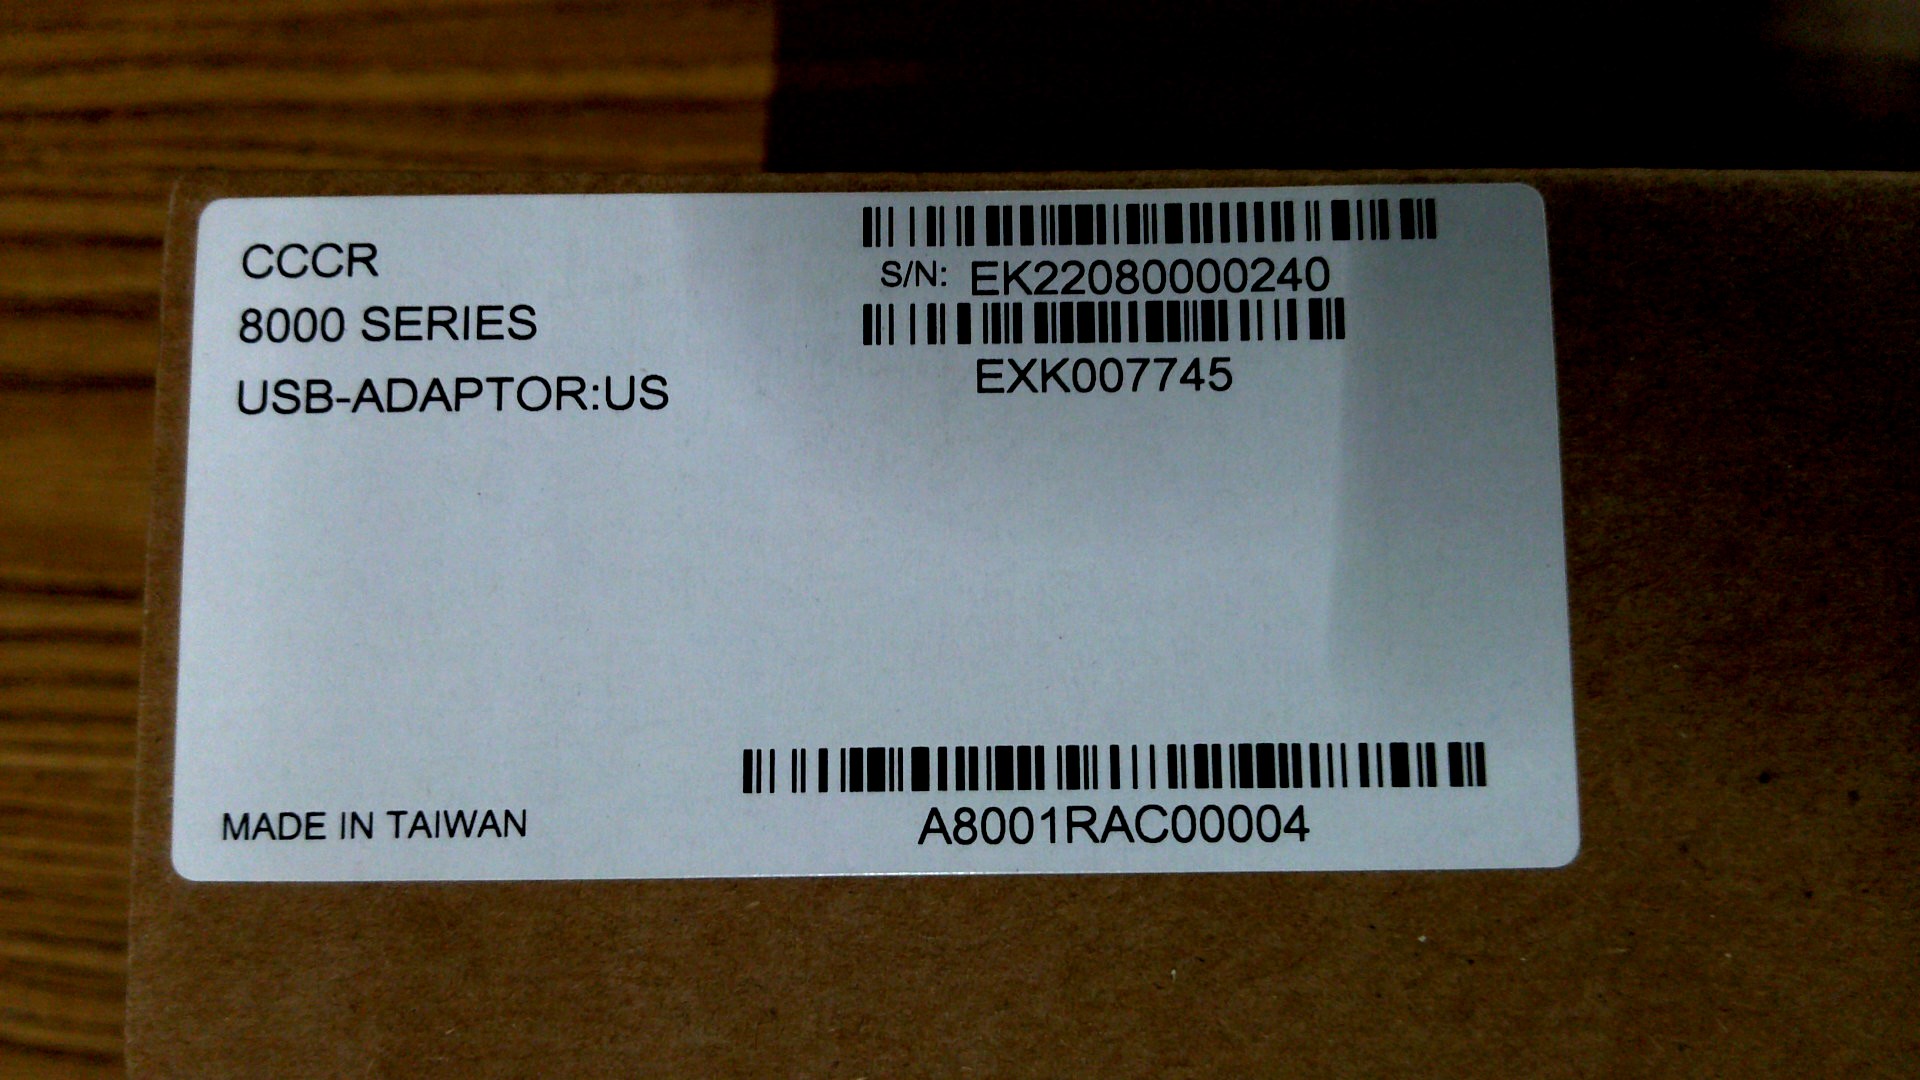 CCCR
8000 SERIES
USB-ADAPTOR:US
S/N: EK22080000240
EXK007745
MADE IN TAIWAN
A8001RAC00004